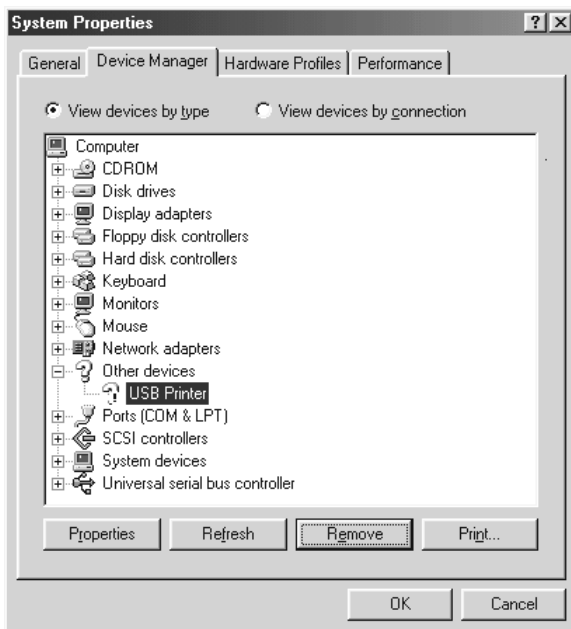 System Properties
General Device Manager Hardware Profiles Performance
View devices by type View devices by connection
Computer
CDROM
Disk drives
Display adapters
Floppy disk controllers
Hard disk controllers
Keyboard
Monitors
Mouse
Network adapters
Other devices
USB Printer
Ports (COM & LPT)
SCSI controllers
System devices
Universal serial bus controller
Properties Refresh Remove Print...
OK Cancel